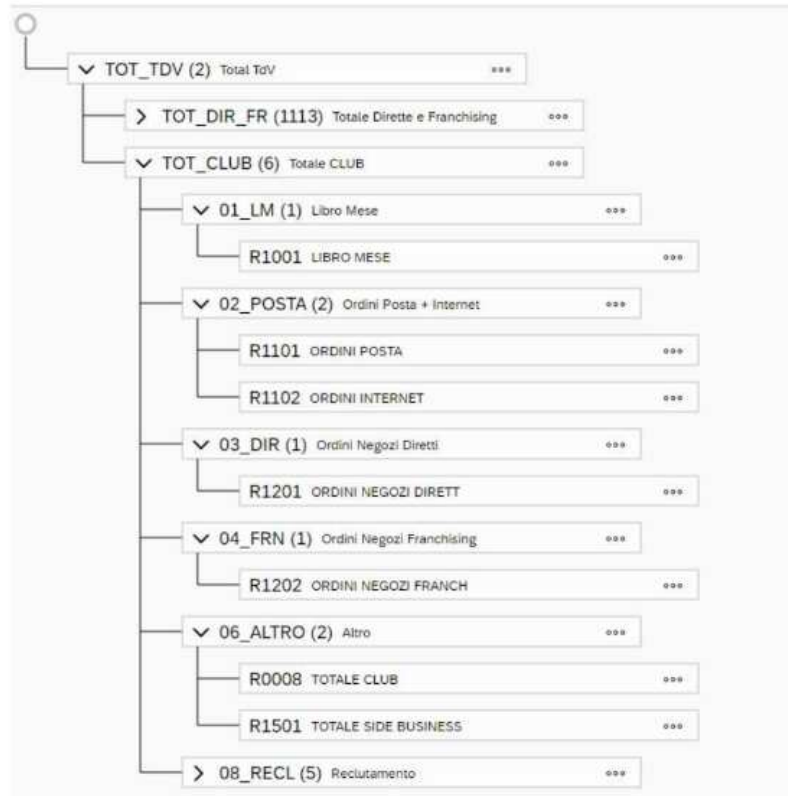 TOT_TDV (2) Total TdV
TOT_DIR_FR (1113) Totale Dirette e Franchising
TOT_CLUB (6) Totale CLUB
01_LM (1) Libro Mese
R1001 LIBRO MESE
02_POSTA (2) Ordini Posta + Internet
R1101 ORDINI POSTA
R1102 ORDINI INTERNET
03_DIR (1) Ordini Negozi Diretti
R1201 ORDINI NEGOZI DIRETT
04_FRN (1) Ordini Negozi Franchising
R1202 ORDINI NEGOZI FRANCH
06_ALTRO (2) Altro
R0008 TOTALE CLUB
R1501 TOTALE SIDE BUSINESS
08_RECL (5) Reclutamento